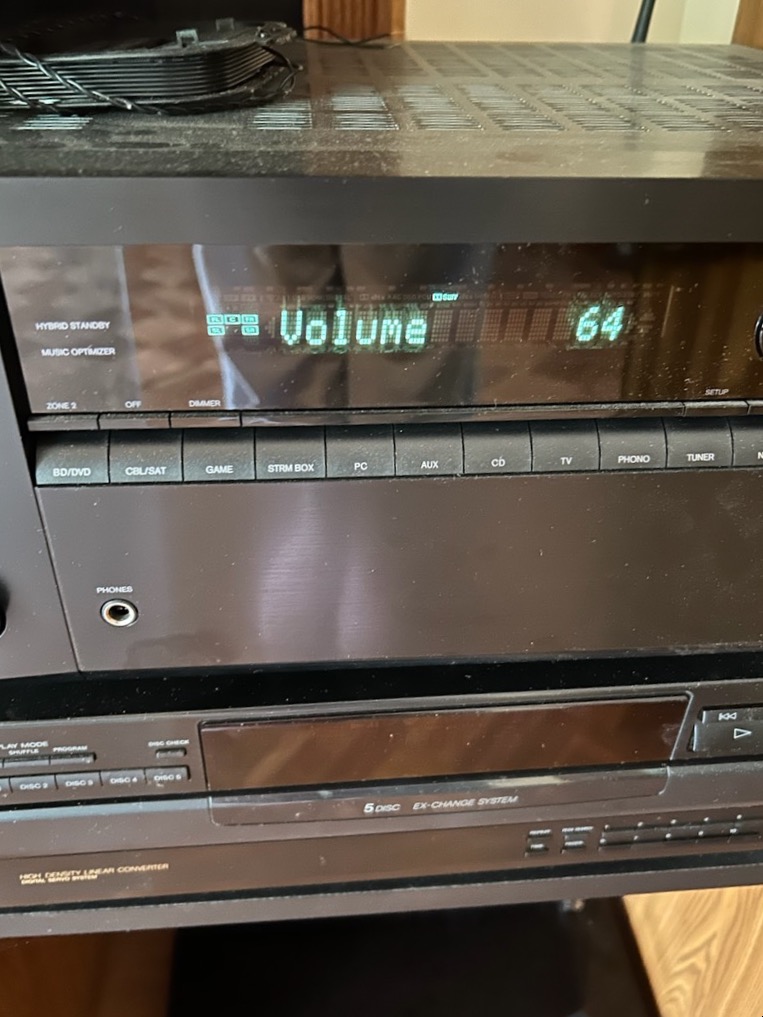 HYBRID STANDBY
MUSIC OPTIMIZER
Volume 64
ZONE 2 OFF DIMMER SETUP
BD/DVD CBL/SAT GAME STRM BOX PC AUX CD TV PHONO TUNER N
PHONES
PLAY MODE
SHUFFLE PROGRAM DISC CHECK
DISC 2 DISC 3 DISC 4 DISC 5
5 DISC EX-CHANGE SYSTEM
HIGH DENSITY LINEAR CONVERTER
DIGITAL SERVO SYSTEM